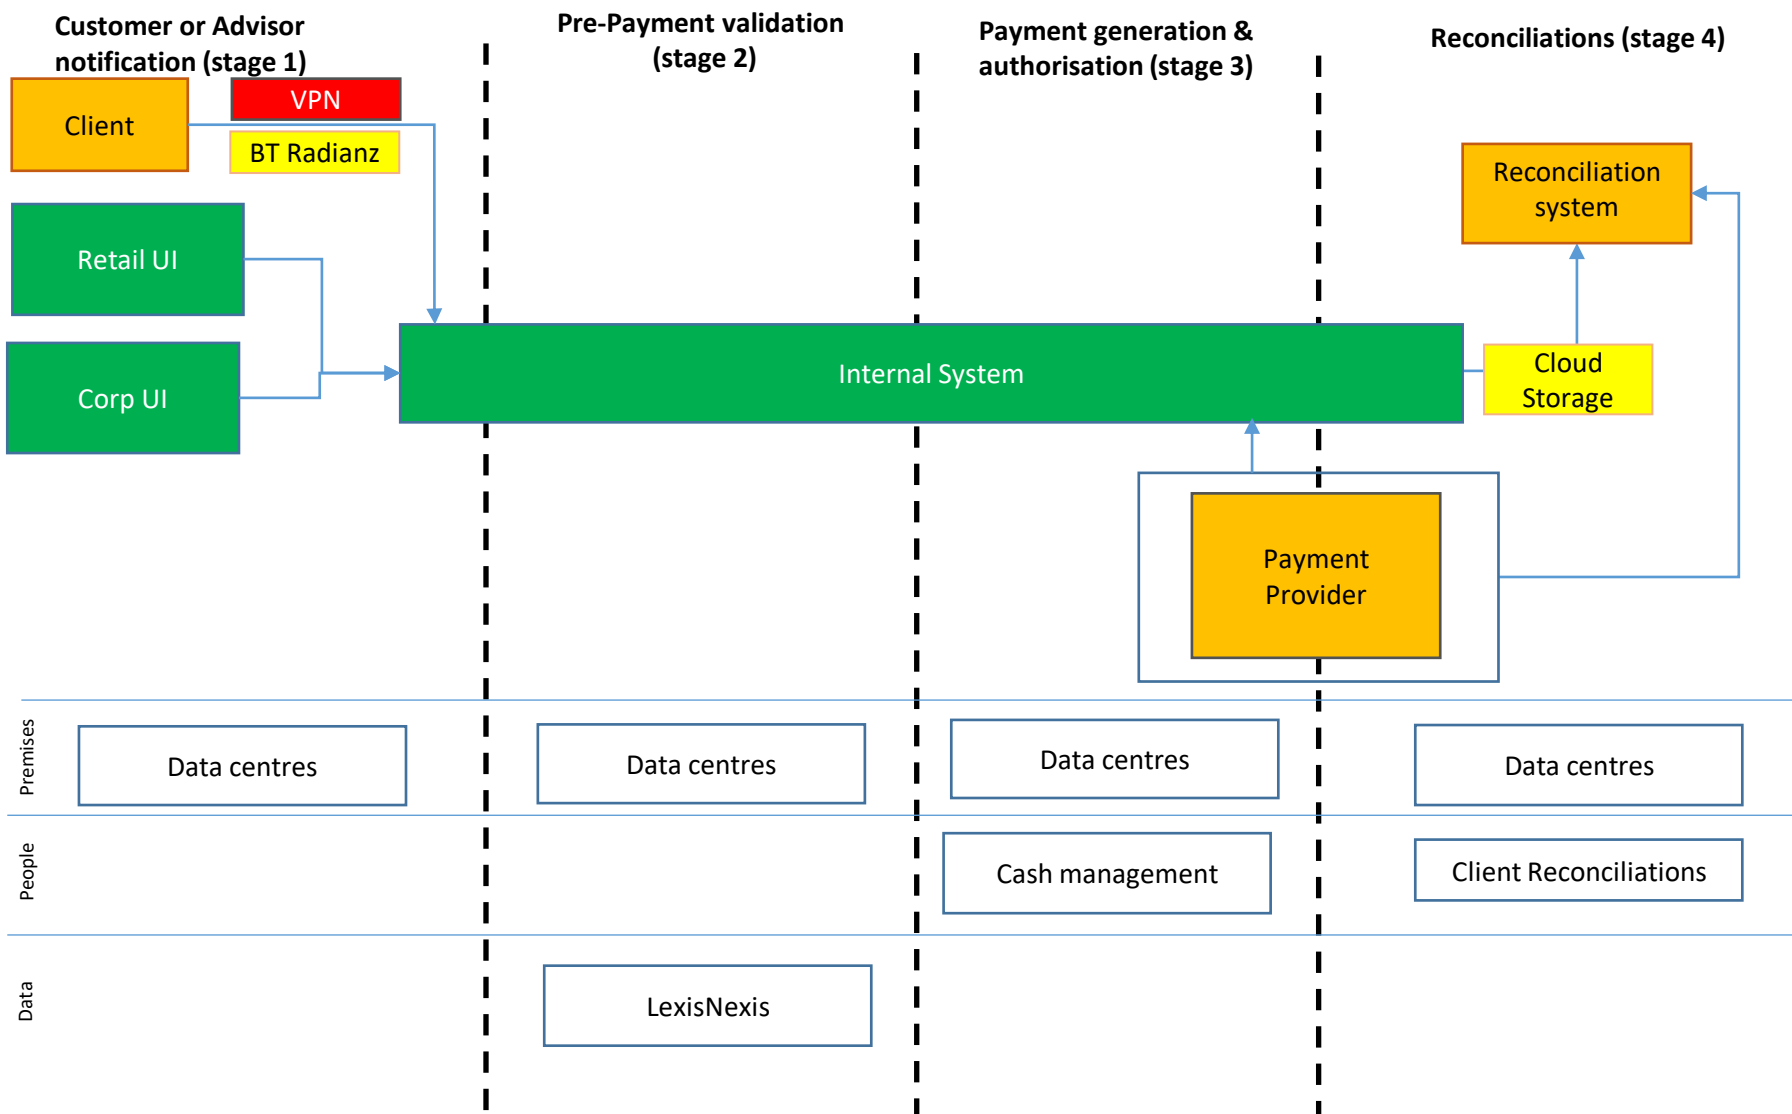 Customer or Advisor
notification (stage 1)
Pre-Payment validation
(stage 2)
Payment generation &
authorisation (stage 3)
Reconciliations (stage 4)
VPN
Client
BT Radianz
Reconciliation
system
Retail UI
Internal System
Cloud
Storage
Corp UI
Payment
Provider
Premises
Data centres
Data centres
Data centres
Data centres
People
Cash management
Client Reconciliations
Data
LexisNexis